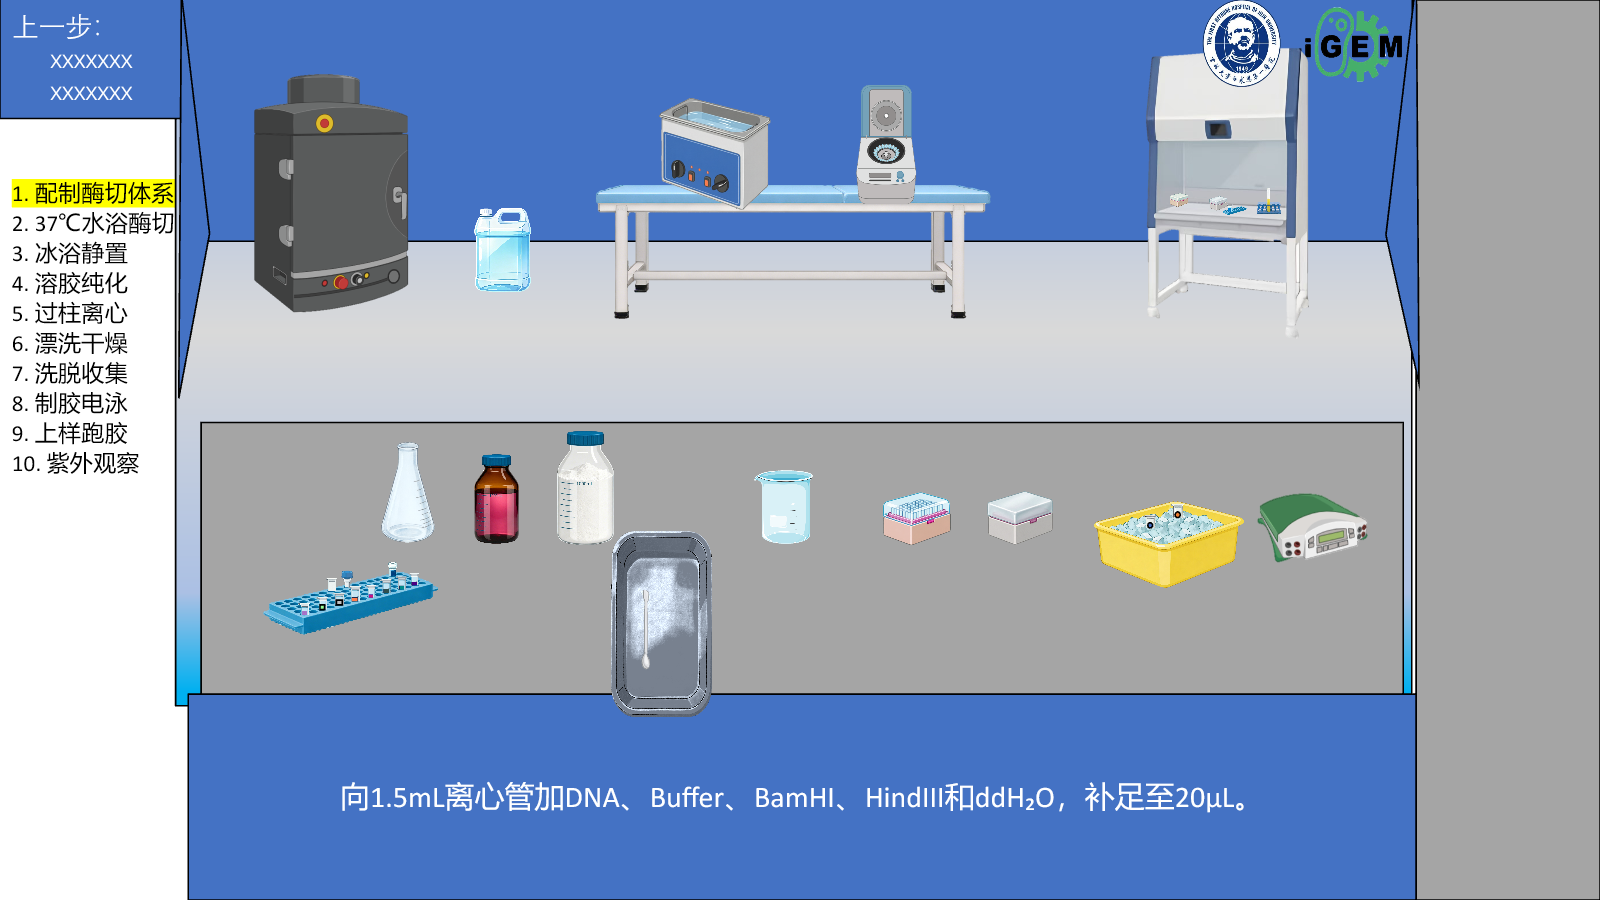 上一步：
XXXXXXX
XXXXXXX
1. 配制酶切体系
2. 37℃水浴酶切
3. 冰浴静置
4. 溶胶纯化
5. 过柱离心
6. 漂洗干燥
7. 洗脱收集
8. 制胶电泳
9. 上样跑胶
10. 紫外观察
iGEM
1949
向1.5mL离心管加DNA、Buffer、BamHI、HindIII和ddH₂O，补足至20μL。